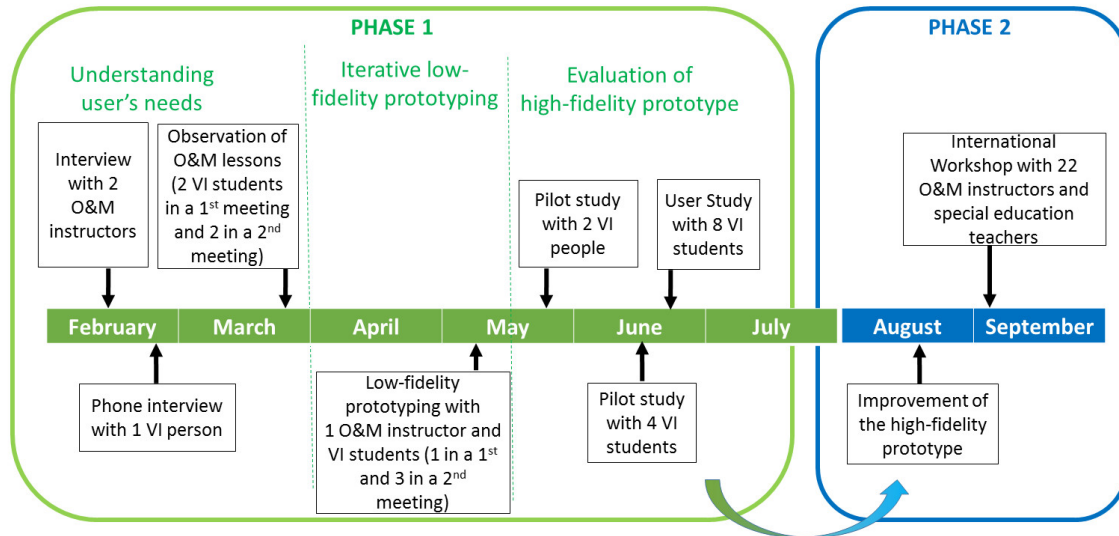 PHASE 1
PHASE 2
Understanding
user's needs
Iterative low-
fidelity prototyping
Evaluation of
high-fidelity prototype
Interview
with 2
O&M
instructors
Observation of
O&M lessons
(2 VI students
in a 1st meeting
and 2 in a 2nd
meeting)
Pilot study
with 2 VI
people
User Study
with 8 VI
students
International
Workshop with 22
O&M instructors and
special education
teachers
February
March
April
May
June
July
August
September
Phone interview
with 1 VI person
Low-fidelity
prototyping with
1 O&M instructor and
VI students (1 in a 1st
and 3 in a 2nd
meeting)
Pilot study
with 4 VI
students
Improvement of
the high-fidelity
prototype